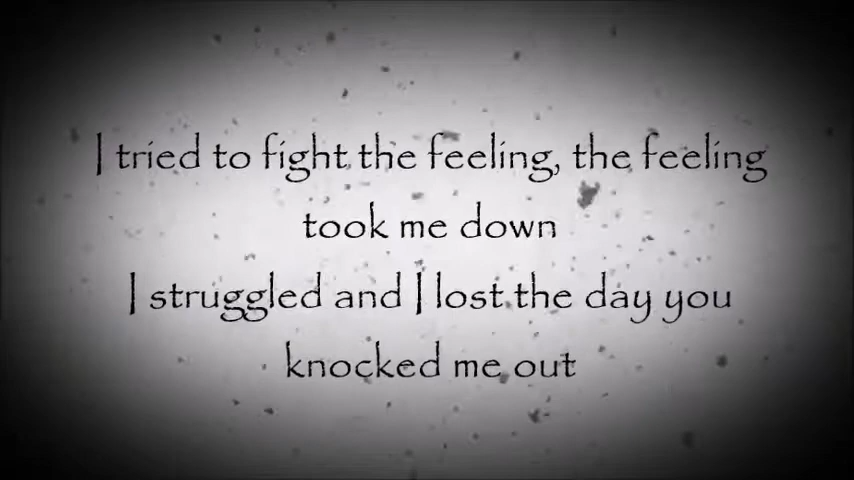 I tried to fight the feeling, the feeling
took me down
I struggled and I lost the day you
knocked me out